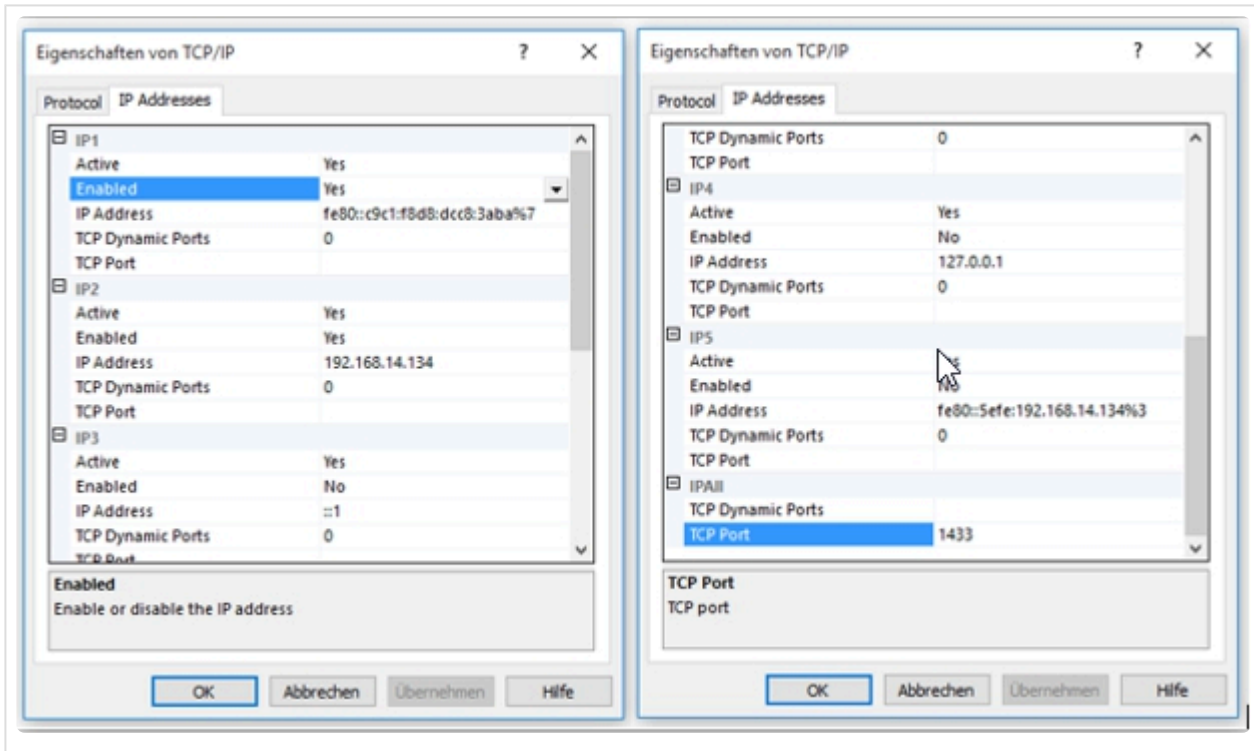 Eigenschaften von TCP/IP ? ×
Protocol IP Addresses
IP1
Active Yes
Enabled Yes
IP Address fe80::c9c1:f8d8:dcc8:3aba%7
TCP Dynamic Ports 0
TCP Port
IP2
Active Yes
Enabled Yes
IP Address 192.168.14.134
TCP Dynamic Ports 0
TCP Port
IP3
Active Yes
Enabled No
IP Address ::1
TCP Dynamic Ports 0
TCP Port
Enabled
Enable or disable the IP address
OK Abbrechen Übernehmen Hilfe
Eigenschaften von TCP/IP ? ×
Protocol IP Addresses
TCP Dynamic Ports 0
TCP Port
IP4
Active Yes
Enabled No
IP Address 127.0.0.1
TCP Dynamic Ports 0
TCP Port
IP5
Active Yes
Enabled No
IP Address fe80::5efe:192.168.14.134%3
TCP Dynamic Ports 0
TCP Port
IPAll
TCP Dynamic Ports
TCP Port 1433
TCP Port
TCP port
OK Abbrechen Übernehmen Hilfe